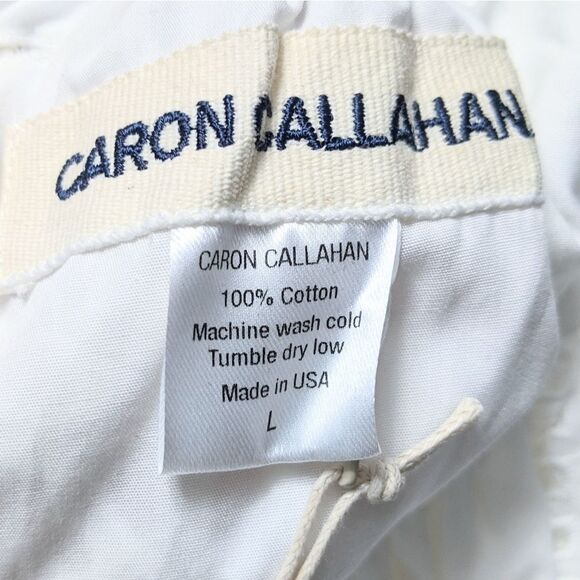 CARON CALLAHAN
CARON CALLAHAN
100% Cotton
Machine wash cold
Tumble dry low
Made in USA
L